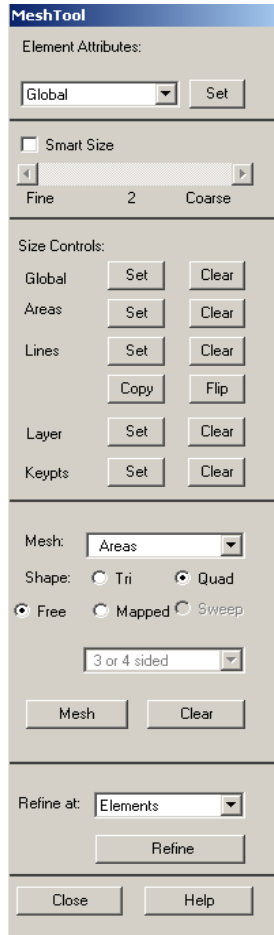 MeshTool
Element Attributes:
Global Set
Smart Size
Fine 2 Coarse
Size Controls:
Global Set Clear
Areas Set Clear
Lines Set Clear
Copy Flip
Layer Set Clear
Keypts Set Clear
Mesh: Areas
Shape: Tri Quad
Free Mapped Sweep
3 or 4 sided
Mesh Clear
Refine at: Elements
Refine
Close Help